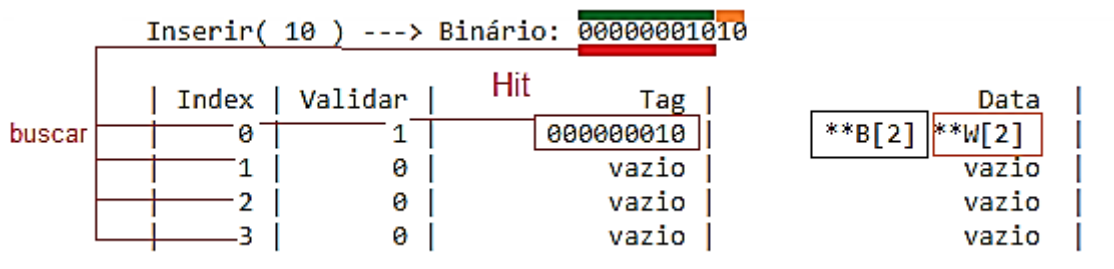 Inserir( 10 ) ---> Binário: 00000001010
| Index | Validar | Hit Tag | Data |
buscar 0 | 1 | 000000010 | **B[2] **W[2] |
| 1 | 0 | vazio | vazio |
| 2 | 0 | vazio | vazio |
| 3 | 0 | vazio | vazio |